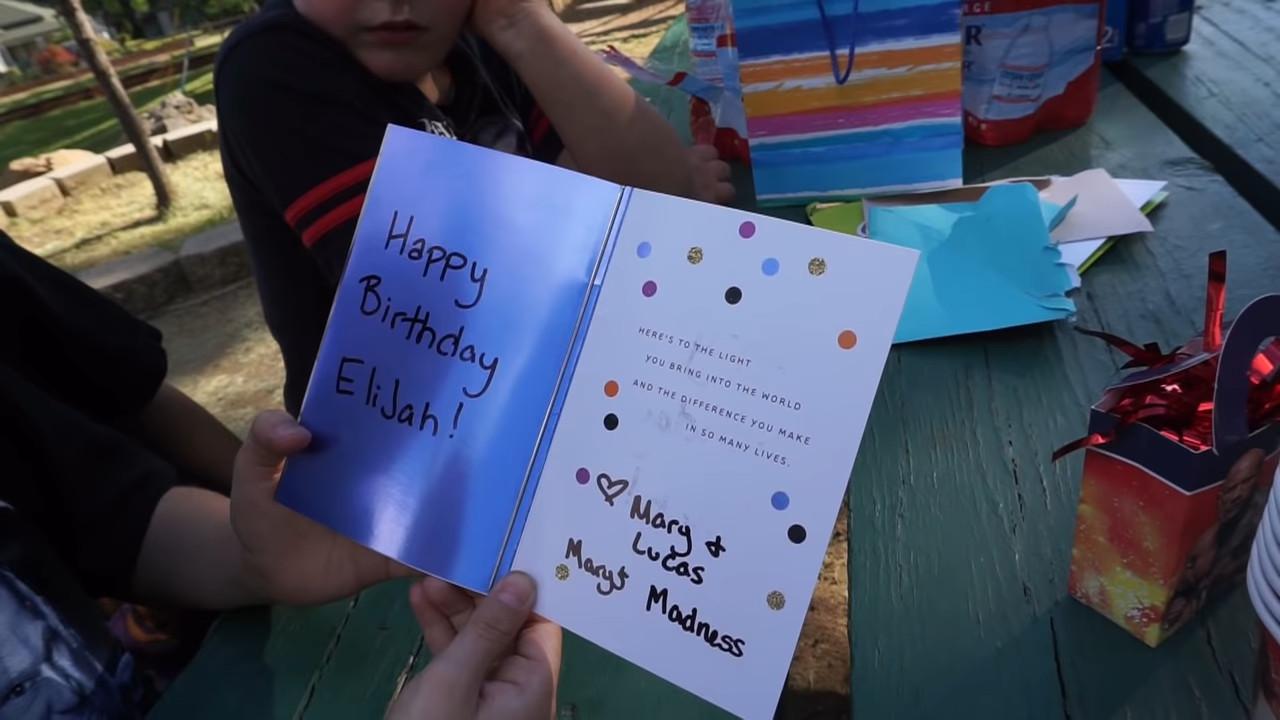 Happy
Birthday
EliJah!
HERE'S TO THE LIGHT
YOU BRING INTO THE WORLD
AND THE DIFFERENCE YOU MAKE
IN SO MANY LIVES.
♡ Mary &
Lucas
Marys Madness